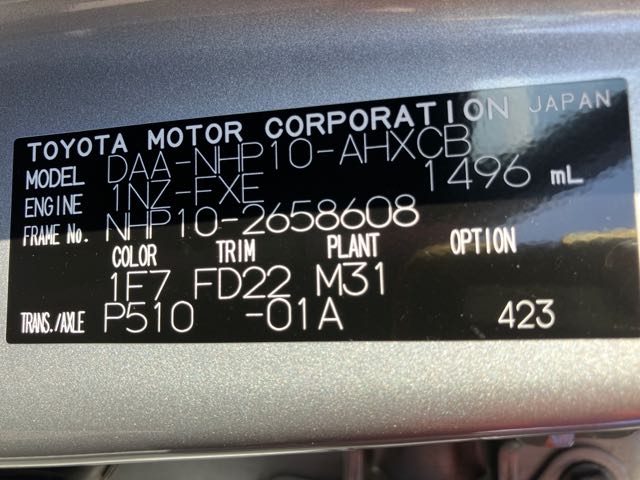 TOYOTA MOTOR CORPORATION JAPAN
MODEL DAA-NHP10-AHXCB
ENGINE 1NZ-FXE 1496 mL
FRAME No. NHP10-2658608
COLOR TRIM PLANT OPTION
1F7 FD22 M31
TRANS./AXLE P510 -01A 423